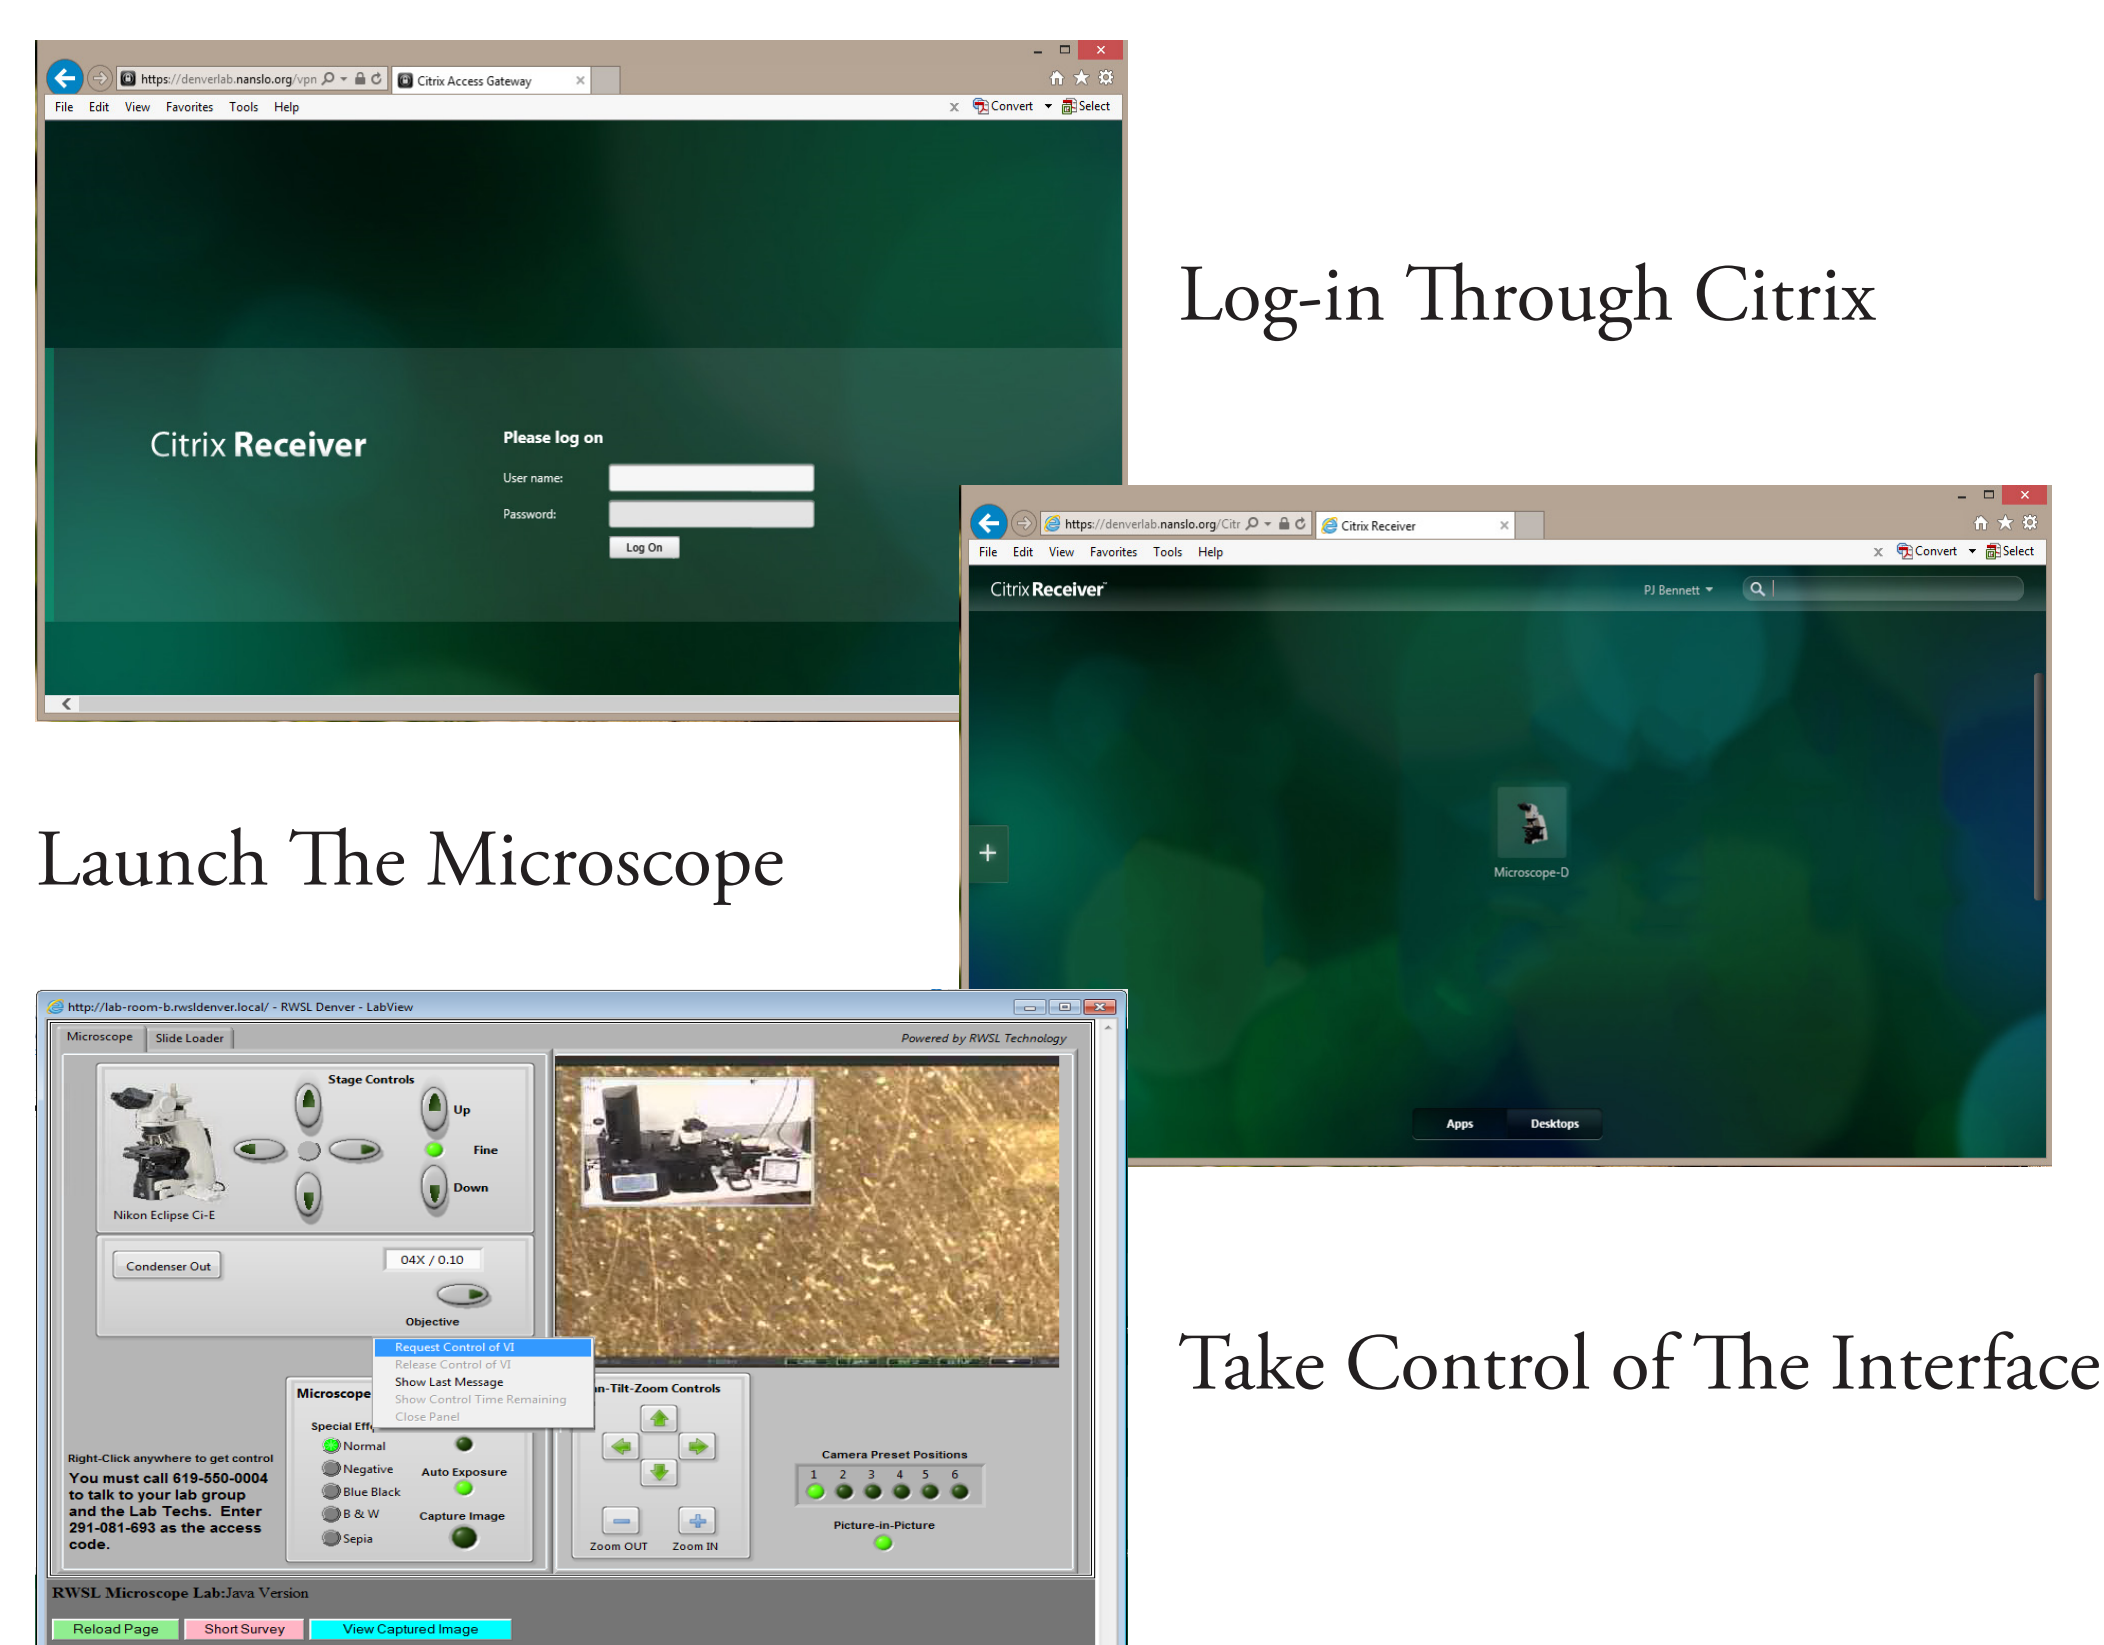 https://denverlab.nanslo.org/vpn
Citrix Access Gateway
File Edit View Favorites Tools Help
x Convert Select
Citrix Receiver
Please log on
User name:
Password:
Log On
Log-in Through Citrix
https://denverlab.nanslo.org/Citr
Citrix Receiver
File Edit View Favorites Tools Help
x Convert Select
Citrix Receiver
PJ Bennett
Microscope-D
Apps Desktops
Launch The Microscope
http://lab-room-b.rwsldenver.local/ - RWSL Denver - LabView
Microscope Slide Loader
Powered by RWSL Technology
Stage Controls
Up
Fine
Down
Nikon Eclipse Ci-E
Condenser Out
04X / 0.10
Objective
Request Control of VI
Release Control of VI
Show Last Message
Show Control Time Remaining
Close Panel
Microscope
Special Eff
Normal
Negative
Blue Black
B & W
Sepia
Auto Exposure
Capture Image
Right-Click anywhere to get control
You must call 619-550-0004
to talk to your lab group
and the Lab Techs. Enter
291-081-693 as the access
code.
n-Tilt-Zoom Controls
Zoom OUT Zoom IN
Camera Preset Positions
1 2 3 4 5 6
Picture-in-Picture
RWSL Microscope Lab:Java Version
Reload Page Short Survey View Captured Image
Take Control of The Interface